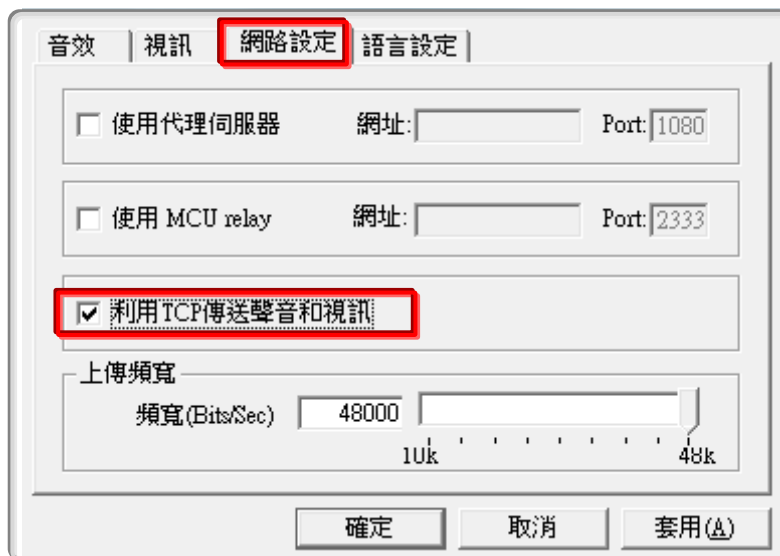 音效 視訊 網路設定 語言設定
使用代理伺服器 網址: Port: 1080
使用 MCU relay 網址: Port: 2333
利用TCP傳送聲音和視訊
上傳頻寬
頻寬(Bits/Sec) 48000
10k 48k
確定 取消 套用(A)